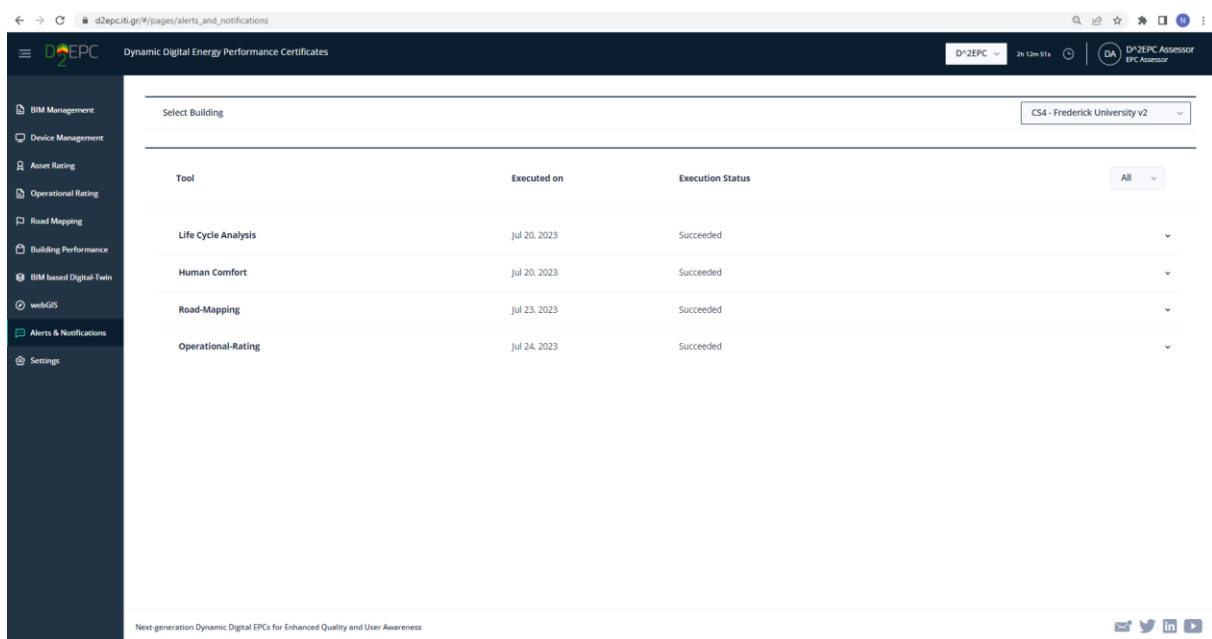 d2epc.iti.gr/#/pages/alerts_and_notifications
N
D2EPC
Dynamic Digital Energy Performance Certificates
D^2EPC
2h 12m 51s
DA
D^2EPC Assessor
EPC Assessor
BIM Management
Device Management
Asset Rating
Operational Rating
Road Mapping
Building Performance
BIM based Digital-Twin
webGIS
Alerts & Notifications
Settings
Select Building
CS4 - Frederick University v2
Tool Executed on Execution Status All
Life Cycle Analysis Jul 20, 2023 Succeeded
Human Comfort Jul 20, 2023 Succeeded
Road-Mapping Jul 23, 2023 Succeeded
Operational-Rating Jul 24, 2023 Succeeded
Next-generation Dynamic Digital EPCs for Enhanced Quality and User Awareness
in